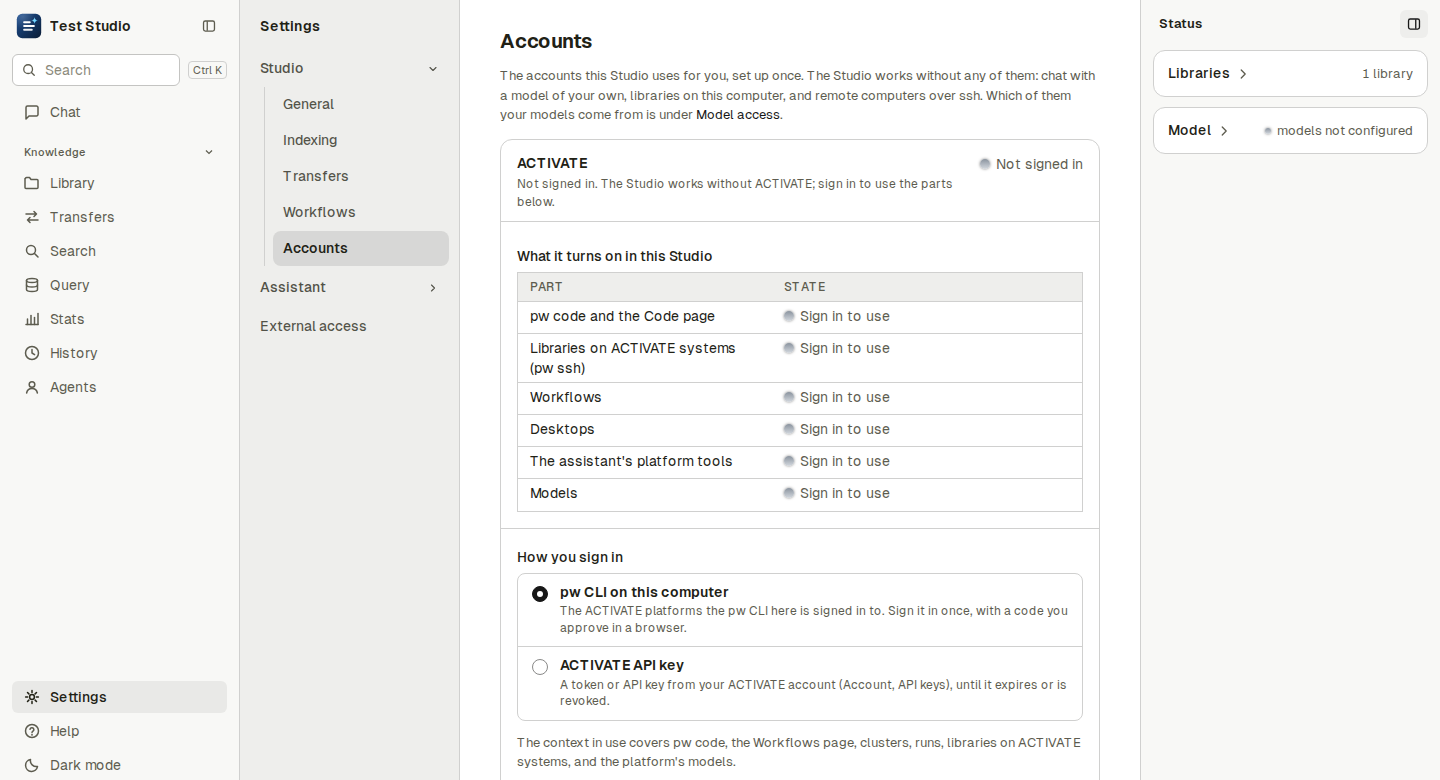 Test Studio
Search
Ctrl K
Chat
Knowledge
Library
Transfers
Search
Query
Stats
History
Agents
Settings
Help
Dark mode
Settings
Studio
General
Indexing
Transfers
Workflows
Accounts
Assistant
External access
Accounts
The accounts this Studio uses for you, set up once. The Studio works without any of them: chat with
a model of your own, libraries on this computer, and remote computers over ssh. Which of them
your models come from is under Model access.
ACTIVATE
Not signed in
Not signed in. The Studio works without ACTIVATE; sign in to use the parts
below.
What it turns on in this Studio
PART STATE
pw code and the Code page Sign in to use
Libraries on ACTIVATE systems Sign in to use
(pw ssh)
Workflows Sign in to use
Desktops Sign in to use
The assistant's platform tools Sign in to use
Models Sign in to use
How you sign in
pw CLI on this computer
The ACTIVATE platforms the pw CLI here is signed in to. Sign it in once, with a code you
approve in a browser.
ACTIVATE API key
A token or API key from your ACTIVATE account (Account, API keys), until it expires or is
revoked.
The context in use covers pw code, the Workflows page, clusters, runs, libraries on ACTIVATE
systems, and the platform's models.
Status
Libraries 1 library
Model models not configured